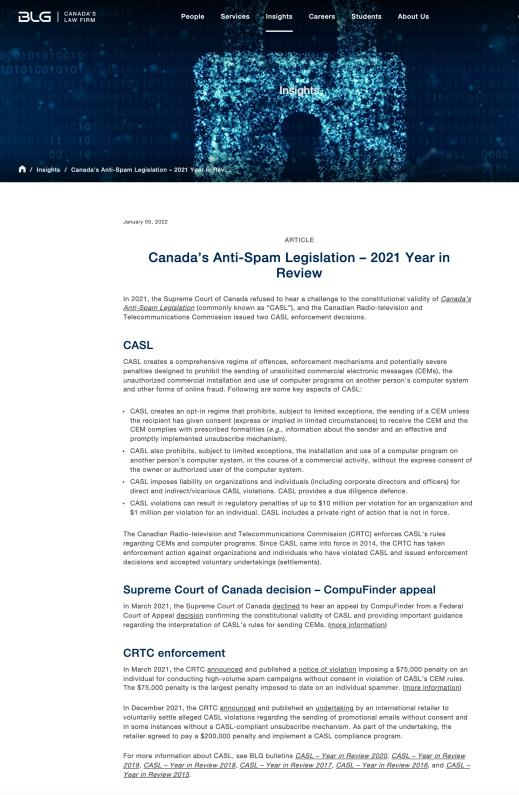 BLG | CANADA'S
LAW FIRM
People Services Insights Careers Students About Us
Insights
/ Insights / Canada's Anti-Spam Legislation – 2021 Year in Revi...
January 05, 2022
ARTICLE
Canada's Anti-Spam Legislation – 2021 Year in
Review
In 2021, the Supreme Court of Canada refused to hear a challenge to the constitutional validity of Canada's
Anti-Spam Legislation (commonly known as "CASL"), and the Canadian Radio-television and
Telecommunications Commission issued two CASL enforcement decisions.
CASL
CASL creates a comprehensive regime of offences, enforcement mechanisms and potentially severe
penalties designed to prohibit the sending of unsolicited commercial electronic messages (CEMs), the
unauthorized commercial installation and use of computer programs on another person's computer system
and other forms of online fraud. Following are some key aspects of CASL:
• CASL creates an opt-in regime that prohibits, subject to limited exceptions, the sending of a CEM unless
the recipient has given consent (express or implied in limited circumstances) to receive the CEM and the
CEM complies with prescribed formalities (e.g., information about the sender and an effective and
promptly implemented unsubscribe mechanism).
• CASL also prohibits, subject to limited exceptions, the installation and use of a computer program on
another person's computer system, in the course of a commercial activity, without the express consent of
the owner or authorized user of the computer system.
• CASL imposes liability on organizations and individuals (including corporate directors and officers) for
direct and indirect/vicarious CASL violations. CASL provides a due diligence defence.
• CASL violations can result in regulatory penalties of up to $10 million per violation for an organization and
$1 million per violation for an individual. CASL includes a private right of action that is not in force.
The Canadian Radio-television and Telecommunications Commission (CRTC) enforces CASL's rules
regarding CEMs and computer programs. Since CASL came into force in 2014, the CRTC has taken
enforcement action against organizations and individuals who have violated CASL and issued enforcement
decisions and accepted voluntary undertakings (settlements).
Supreme Court of Canada decision – CompuFinder appeal
In March 2021, the Supreme Court of Canada declined to hear an appeal by CompuFinder from a Federal
Court of Appeal decision confirming the constitutional validity of CASL and providing important guidance
regarding the interpretation of CASL's rules for sending CEMs. (more information)
CRTC enforcement
In March 2021, the CRTC announced and published a notice of violation imposing a $75,000 penalty on an
individual for conducting high-volume spam campaigns without consent in violation of CASL's CEM rules.
The $75,000 penalty is the largest penalty imposed to date on an individual spammer. (more information)
In December 2021, the CRTC announced and published an undertaking by an international retailer to
voluntarily settle alleged CASL violations regarding the sending of promotional emails without consent and
in some instances without a CASL-compliant unsubscribe mechanism. As part of the undertaking, the
retailer agreed to pay a $200,000 penalty and implement a CASL compliance program.
For more information about CASL, see BLG bulletins CASL – Year in Review 2020, CASL – Year in Review
2019, CASL – Year in Review 2018, CASL – Year in Review 2017, CASL – Year in Review 2016, and CASL –
Year in Review 2015.